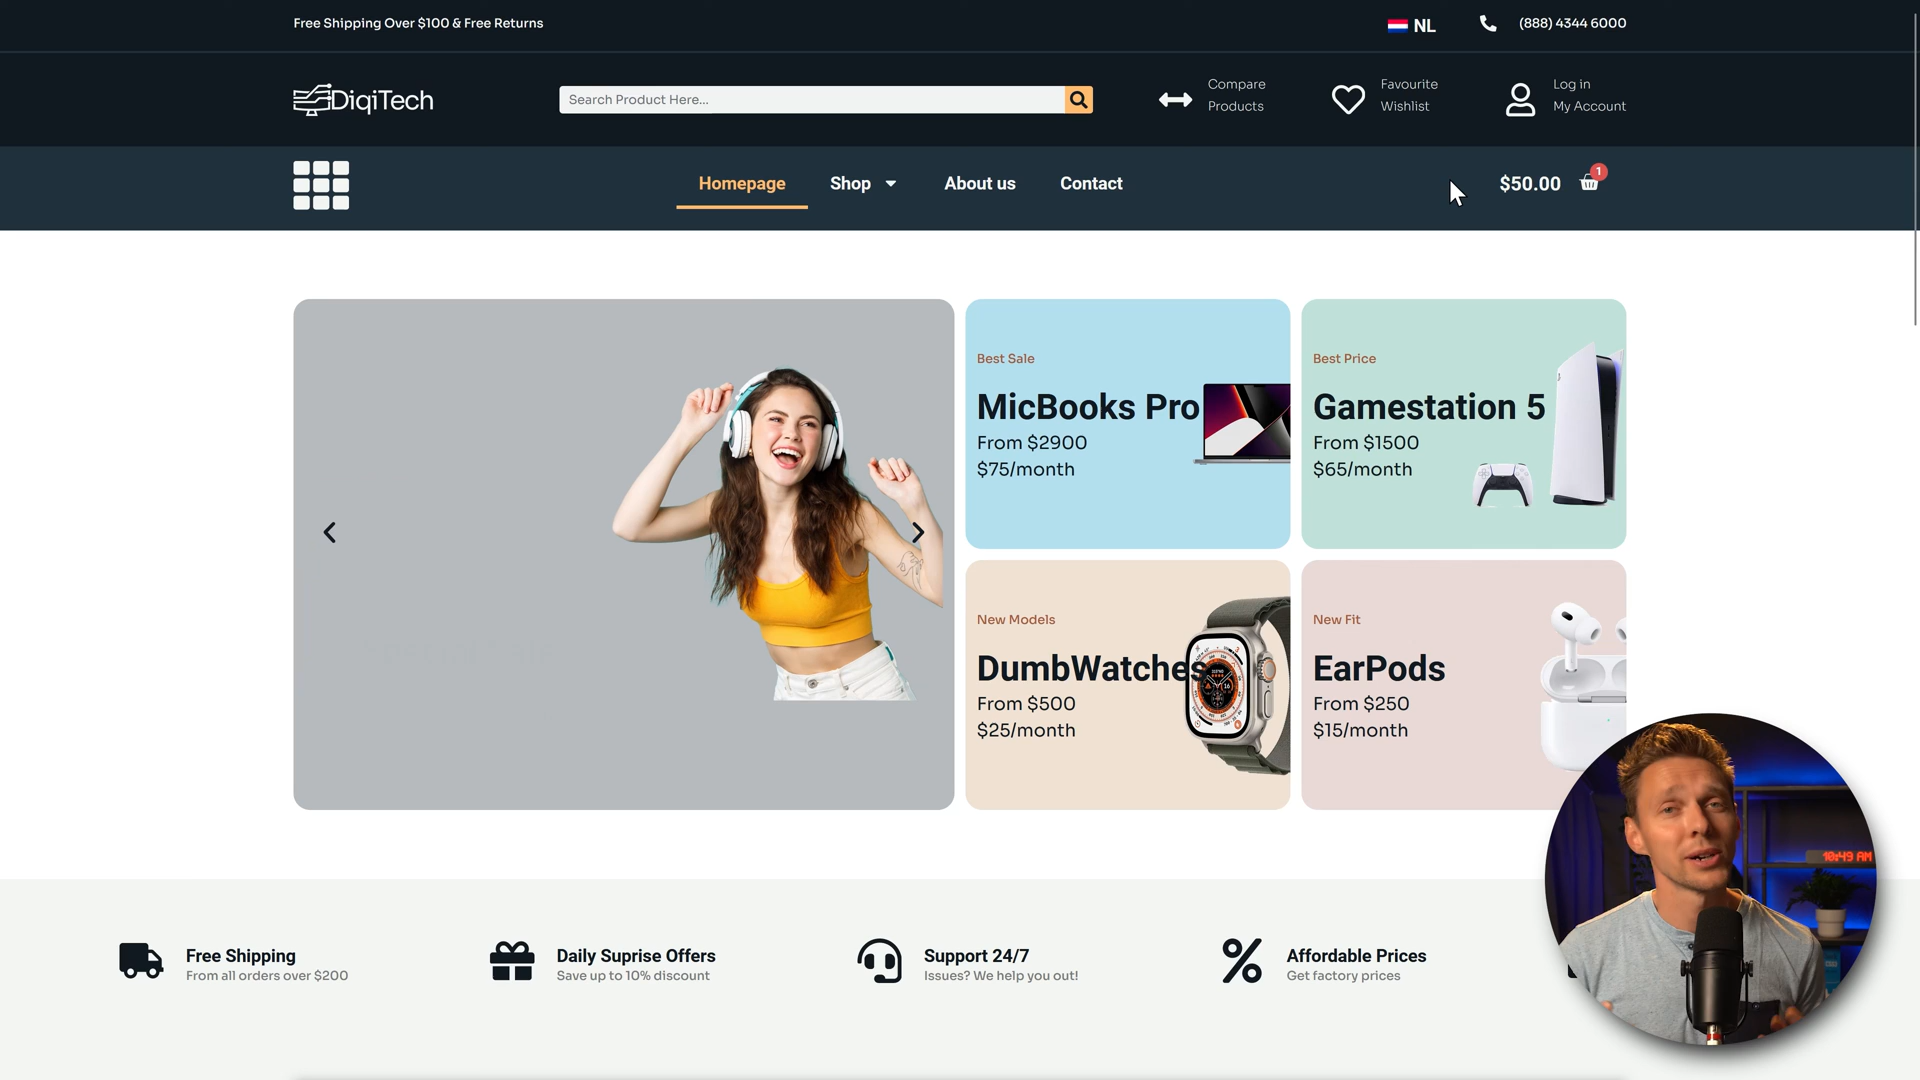 Free Shipping Over $100 & Free Returns
NL
(888) 4344 6000
DiqiTech
Search Product Here...
Compare
Products
Favourite
Wishlist
Log in
My Account
Homepage
Shop
About us
Contact
$50.00
1
Best Sale
MicBooks Pro
From $2900
$75/month
Best Price
Gamestation 5
From $1500
$65/month
New Models
DumbWatches
From $500
$25/month
New Fit
EarPods
From $250
$15/month
10:49 AM
Free Shipping
From all orders over $200
Daily Suprise Offers
Save up to 10% discount
Support 24/7
Issues? We help you out!
Affordable Prices
Get factory prices